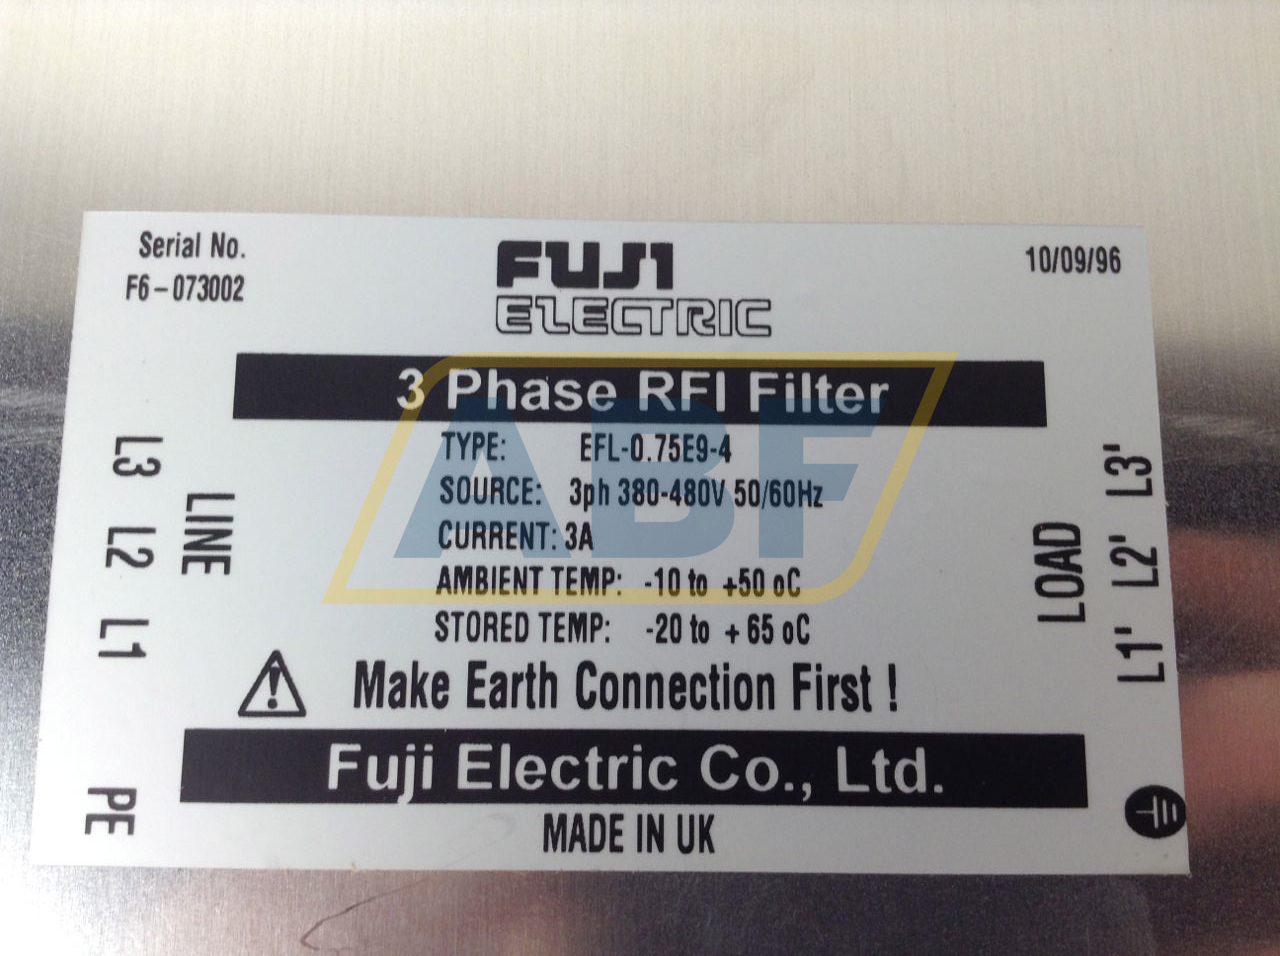 Serial No.
F6-073002
FUJI
ELECTRIC
10/09/96
3 Phase RFI Filter
TYPE: EFL-0.75E9-4
SOURCE: 3ph 380-480V 50/60Hz
CURRENT: 3A
AMBIENT TEMP: -10 to +50 oC
STORED TEMP: -20 to + 65 oC
Make Earth Connection First !
Fuji Electric Co., Ltd.
MADE IN UK
L3 L2 L1 PE
LINE
LOAD
L1' L2' L3'
ABF